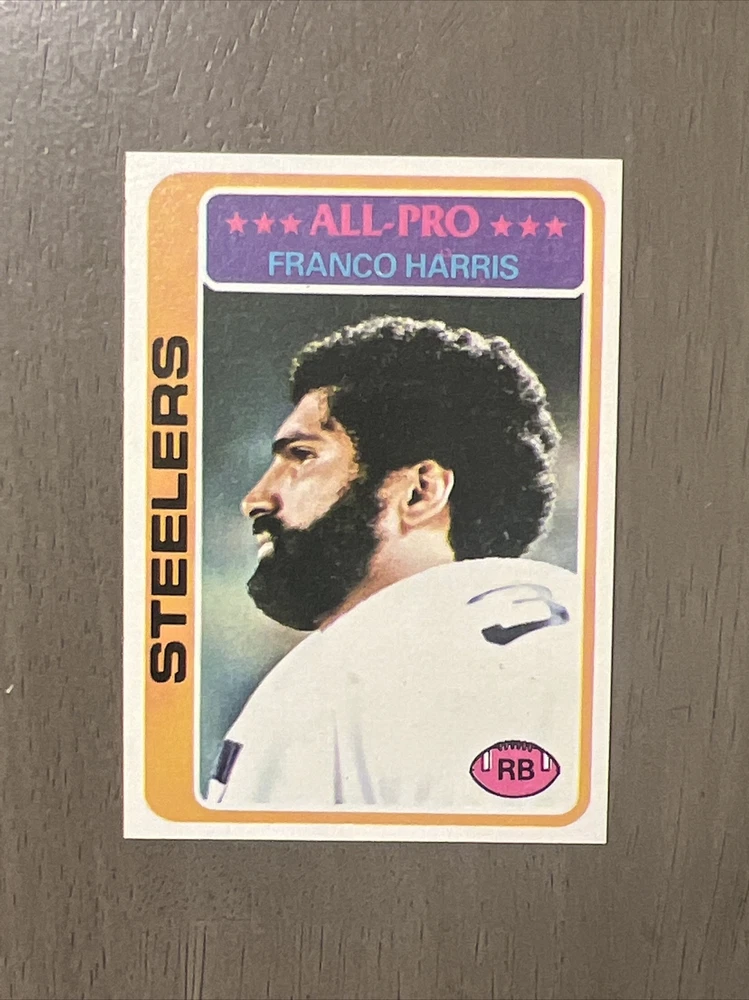 ★★★ALL-PRO★★★
FRANCO HARRIS
STEELERS
RB